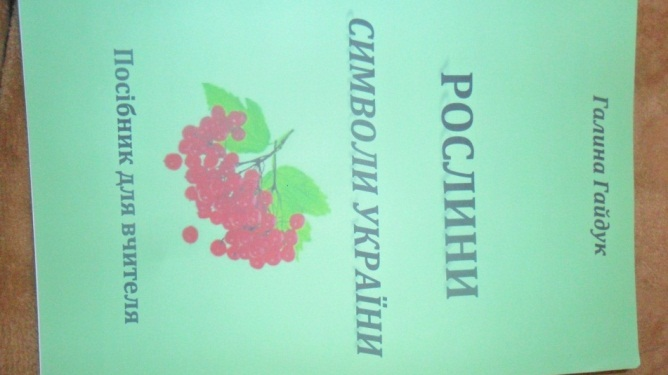 Галина Гайдук
РОСЛИНИ
СИМВОЛИ УКРАЇНИ
Посібник для вчителя